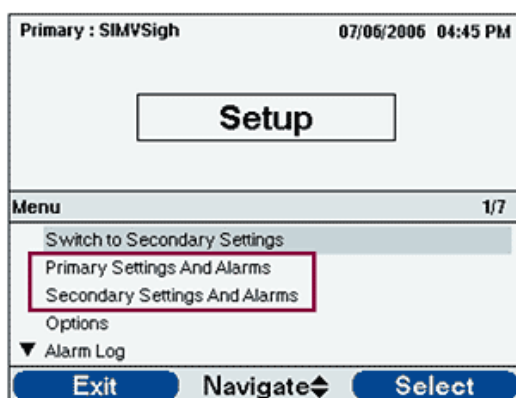 Primary : SIMVSigh 07/06/2006 04:45 PM
Setup
Menu 1/7
Switch to Secondary Settings
Primary Settings And Alarms
Secondary Settings And Alarms
Options
▼ Alarm Log
Exit Navigate Select